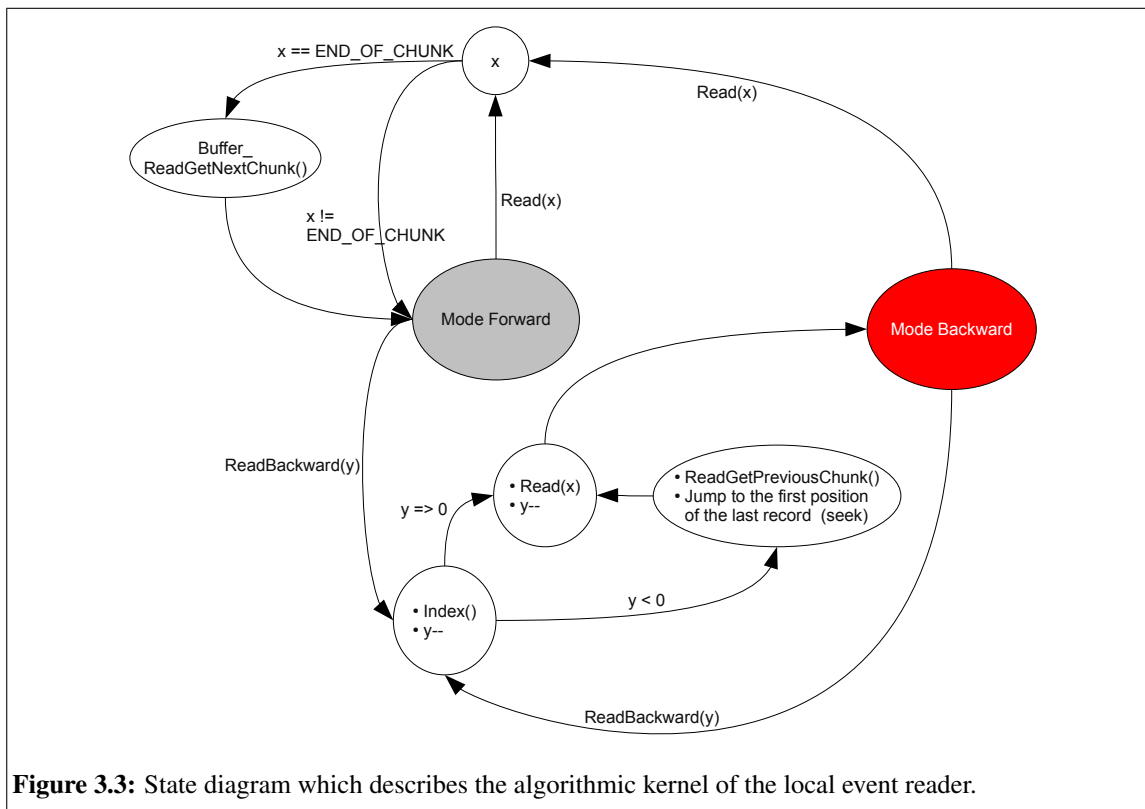 x == END_OF_CHUNK
x
Read(x)
Buffer_
ReadGetNextChunk()
Read(x)
x !=
END_OF_CHUNK
Mode Forward
Mode Backward
ReadBackward(y)
• Read(x)
• y--
• ReadGetPreviousChunk()
• Jump to the first position
of the last record (seek)
y => 0
• Index()
• y--
y < 0
ReadBackward(y)
Figure 3.3: State diagram which describes the algorithmic kernel of the local event reader.